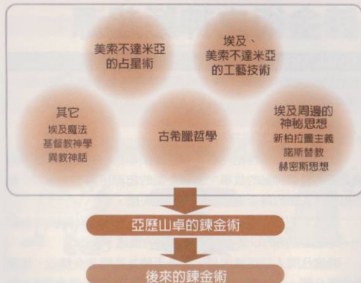 美索不達米亞
的占星術
埃及、
美索不達米亞
的工藝技術
其它
埃及魔法
基督教神學
異教神話
古希臘哲學
埃及周邊的
神秘思想
新柏拉圖主義
諾斯替教
赫密斯思想
亞歷山卓的鍊金術
後來的鍊金術